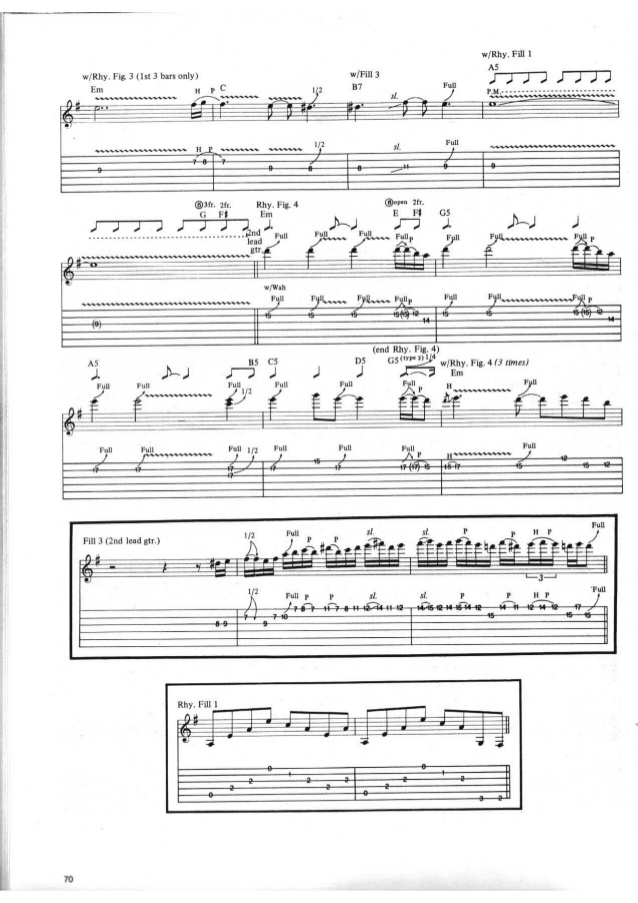 w/Rhy. Fill 1
w/Rhy. Fig. 3 (1st 3 bars only) w/Fill 3 A5
Em H P C 1/2 B7 sl. Full P.M.
H P 1/2 sl. Full
9 7 8 7 9 8 8 11 9 9
⑥3fr. 2fr. Rhy. Fig. 4 ⑥open 2fr.
G F# Em E F# G5
2nd lead gtr. Full Full Full Full P Full Full Full P
w/Wah
Full Full Full Full P Full Full Full P
(9) 15 15 15 15 (15) 12 14 15 15 15 (15) 12 14
(end Rhy. Fig. 4)
A5 B5 C5 D5 G5 (type 2) 1/4 w/Rhy. Fig. 4 (3 times)
Em
Full Full Full 1/2 Full Full Full P H Full
Full Full Full 1/2 Full Full Full P H Full
17 17 17 17 17 15 17 17 (17) 15 15 17 15 12 15 12
Fill 3 (2nd lead gtr.) 1/2 Full P P sl. sl. P P H P Full
3
1/2 Full P P sl. sl. P P H P Full
8 9 7 7 9 7 10 7 8 7 11 7 8 11 12 14 11 12 14 15 12 14 15 14 12 15 14 11 12 14 12 15 17 15
Rhy. Fill 1
0 2 2 0 1 2 2 3 0 2 2 0 1 2 3 2
70